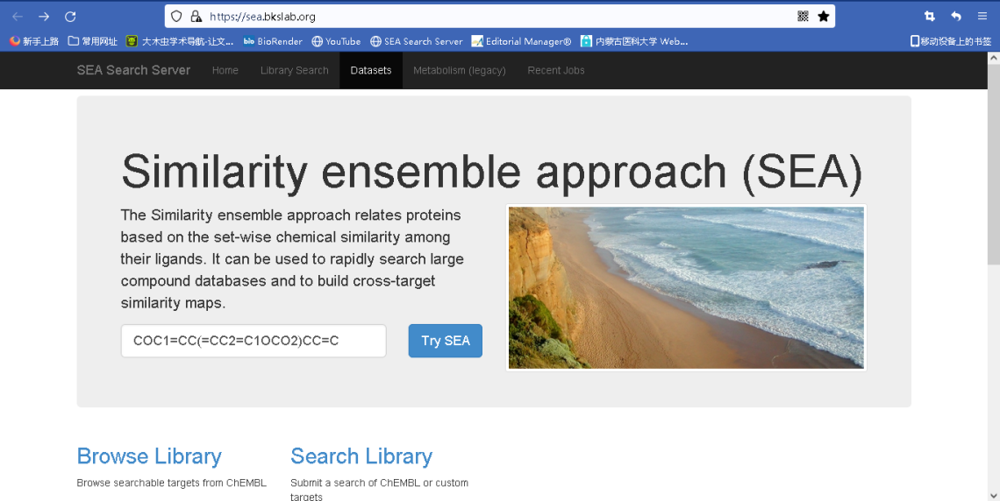 https://sea.bkslab.org
新手上路 常用网址 大木虫学术导航-让文... bio BioRender YouTube SEA Search Server Editorial Manager® 内蒙古医科大学 Web... 移动设备上的书签
SEA Search Server Home Library Search Datasets Metabolism (legacy) Recent Jobs
Similarity ensemble approach (SEA)
The Similarity ensemble approach relates proteins
based on the set-wise chemical similarity among
their ligands. It can be used to rapidly search large
compound databases and to build cross-target
similarity maps.
COC1=CC(=CC2=C1OCO2)CC=C Try SEA
Browse Library
Browse searchable targets from ChEMBL
Search Library
Submit a search of ChEMBL or custom
targets